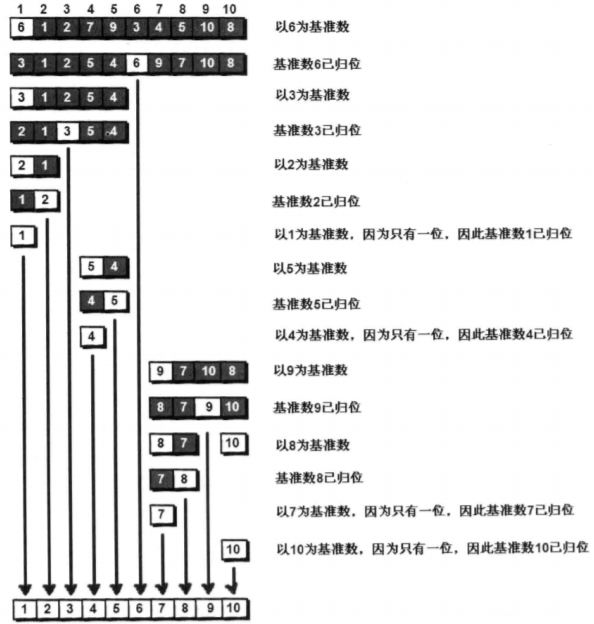 1 2 3 4 5 6 7 8 9 10
6 1 2 7 9 3 4 5 10 8 以6为基准数
3 1 2 5 4 6 9 7 10 8 基准数6已归位
3 1 2 5 4 以3为基准数
2 1 3 5 4 基准数3已归位
2 1 以2为基准数
1 2 基准数2已归位
1 以1为基准数，因为只有一位，因此基准数1已归位
5 4 以5为基准数
4 5 基准数5已归位
4 以4为基准数，因为只有一位，因此基准数4已归位
9 7 10 8 以9为基准数
8 7 9 10 基准数9已归位
8 7 10 以8为基准数
7 8 基准数8已归位
7 以7为基准数，因为只有一位，因此基准数7已归位
10 以10为基准数，因为只有一位，因此基准数10已归位
1 2 3 4 5 6 7 8 9 10